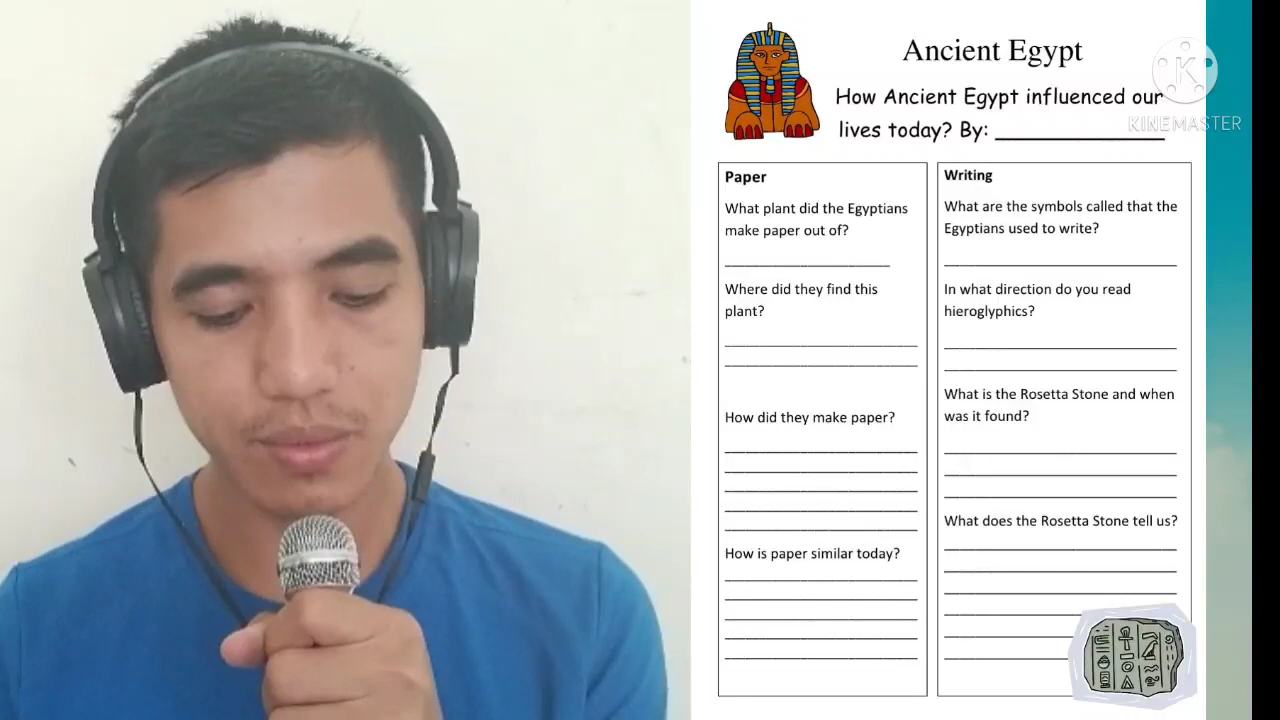 Ancient Egypt
How Ancient Egypt influenced our
lives today? By: ______________
KINEMASTER
Paper
What plant did the Egyptians
make paper out of?
Where did they find this
plant?
How did they make paper?
How is paper similar today?
Writing
What are the symbols called that the
Egyptians used to write?
In what direction do you read
hieroglyphics?
What is the Rosetta Stone and when
was it found?
What does the Rosetta Stone tell us?